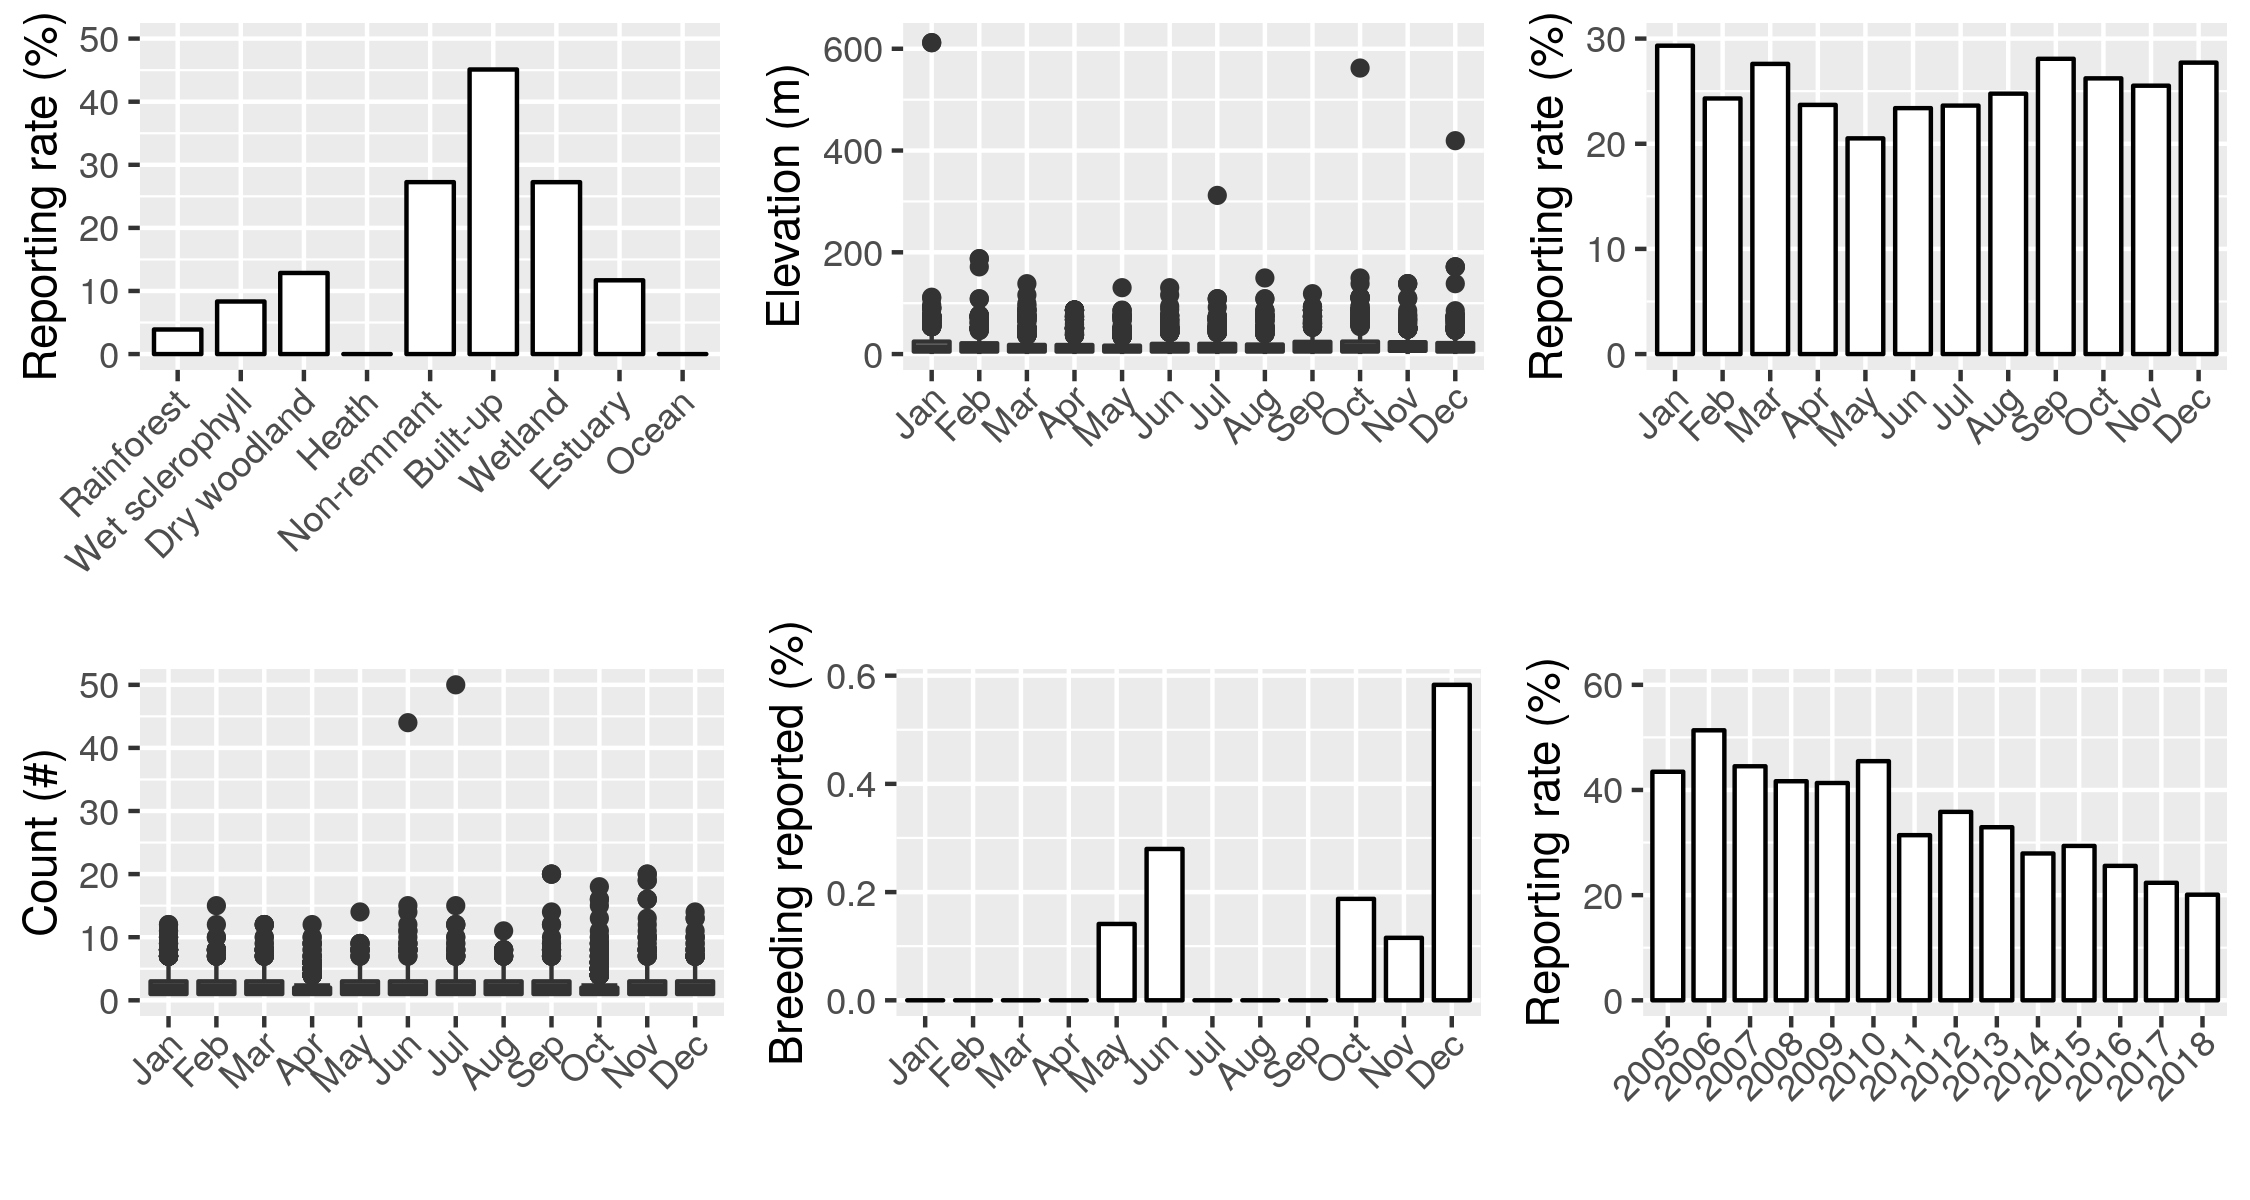 Reporting rate (%)
50
40
30
20
10
0
Rainforest
Wet sclerophyll
Dry woodland
Heath
Non-remnant
Built-up
Wetland
Estuary
Ocean
Elevation (m)
600
400
200
0
Jan
Feb
Mar
Apr
May
Jun
Jul
Aug
Sep
Oct
Nov
Dec
Reporting rate (%)
30
20
10
0
Jan
Feb
Mar
Apr
May
Jun
Jul
Aug
Sep
Oct
Nov
Dec
Count (#)
50
40
30
20
10
0
Jan
Feb
Mar
Apr
May
Jun
Jul
Aug
Sep
Oct
Nov
Dec
Breeding reported (%)
0.6
0.4
0.2
0.0
Jan
Feb
Mar
Apr
May
Jun
Jul
Aug
Sep
Oct
Nov
Dec
Reporting rate (%)
60
40
20
0
2005
2006
2007
2008
2009
2010
2011
2012
2013
2014
2015
2016
2017
2018